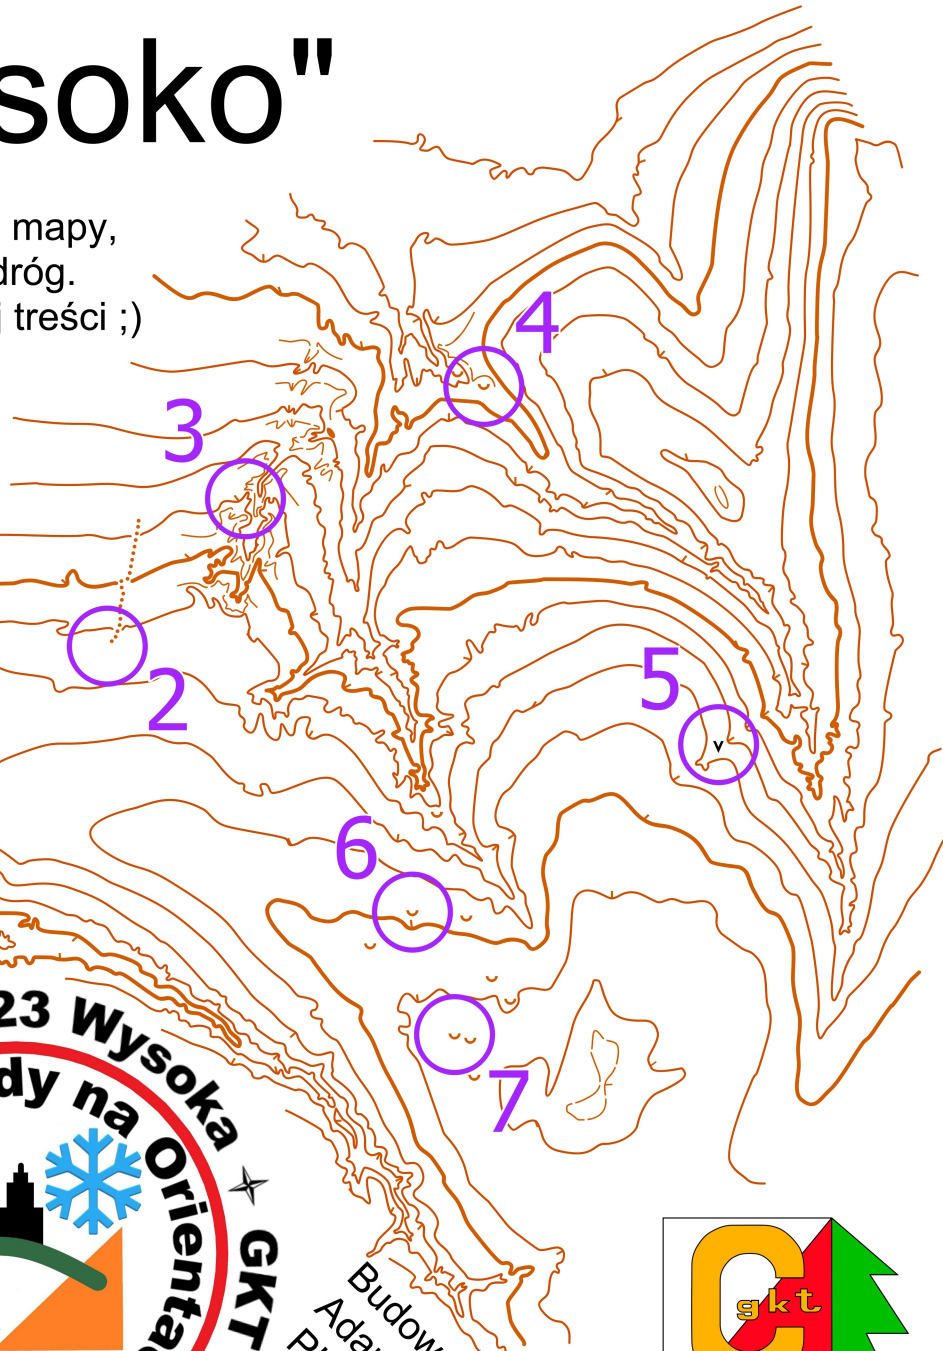 soko"
mapy,
dróg.
j treści ;)
4
3
5
2
6
7
23 Wysoka
dy na Orienta
GKT
Budow
Ada
gkt